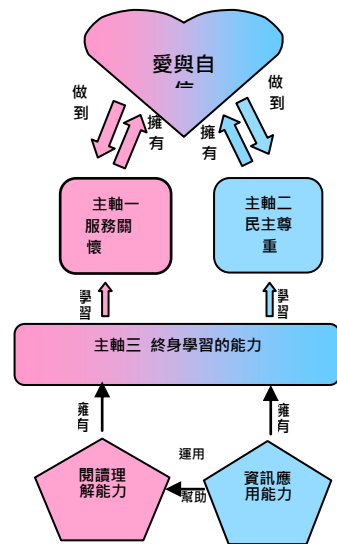 愛與自
信
做
到
擁
有
擁
有
做
到
主軸一
服務關
懷
主軸二
民主尊
重
學習
學習
主軸三 終身學習的能力
擁有
擁有
閱讀理
解能力
運用
幫助
資訊應
用能力